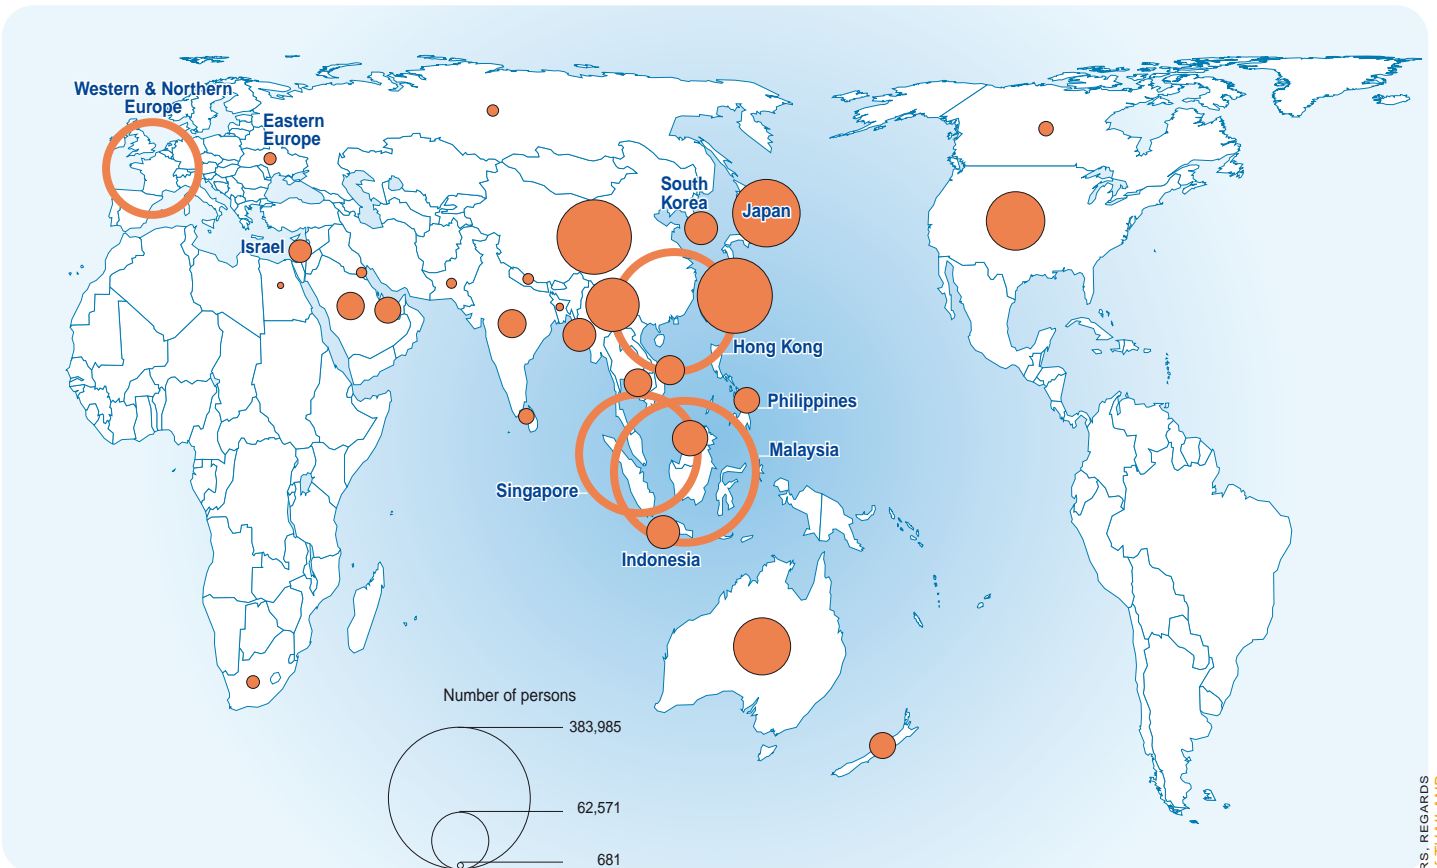 Western & Northern
Europe
Eastern
Europe
South
Korea
Japan
Israel
Hong Kong
Philippines
Malaysia
Singapore
Indonesia
Number of persons
383,985
62,571
681
RS, REGARDS